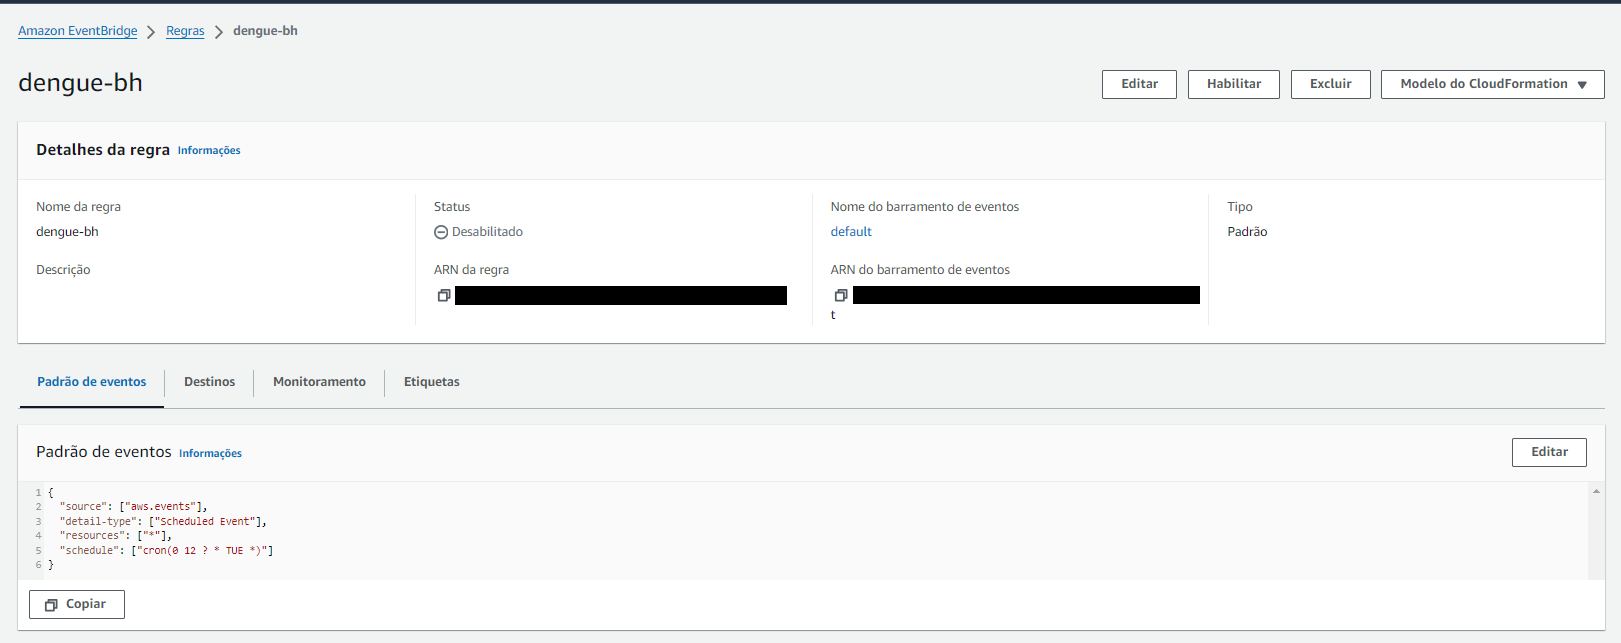 Amazon EventBridge > Regras > dengue-bh
dengue-bh
Editar
Habilitar
Excluir
Modelo do CloudFormation ▼
Detalhes da regra Informações
Nome da regra
dengue-bh
Descrição
Status
Desabilitado
ARN da regra
Nome do barramento de eventos
default
ARN do barramento de eventos
t
Tipo
Padrão
Padrão de eventos
Destinos
Monitoramento
Etiquetas
Padrão de eventos Informações
Editar
1 {
2 "source": ["aws.events"],
3 "detail-type": ["Scheduled Event"],
4 "resources": ["*"],
5 "schedule": ["cron(0 12 ? * TUE *)"]
6 }
Copiar